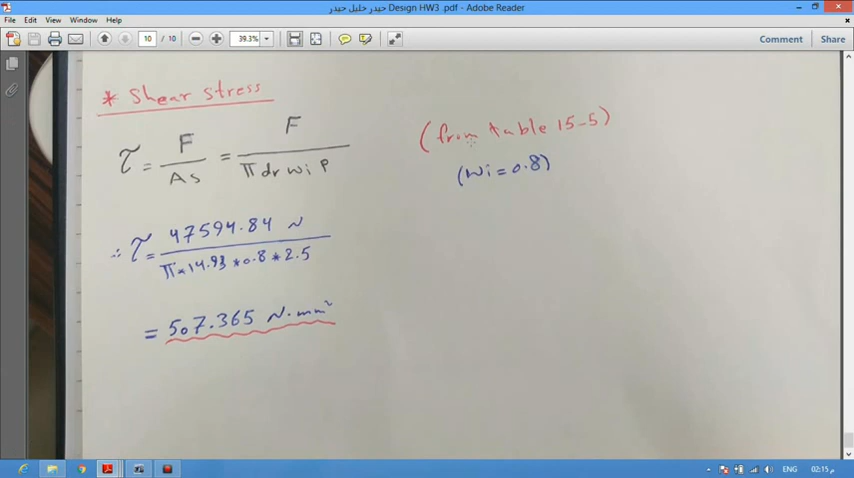 حيدر خليل حيدر Design HW3 .pdf - Adobe Reader
File Edit View Window Help
10 / 10 39.3% Comment Share
* Shear stress
τ = F / As = F / π dr wi P
(from table 15-5)
(wi = 0.8)
∴ τ = 47594.84 N / π * 14.93 * 0.8 * 2.5
= 507.365 N.mm²
ENG 02:15 م